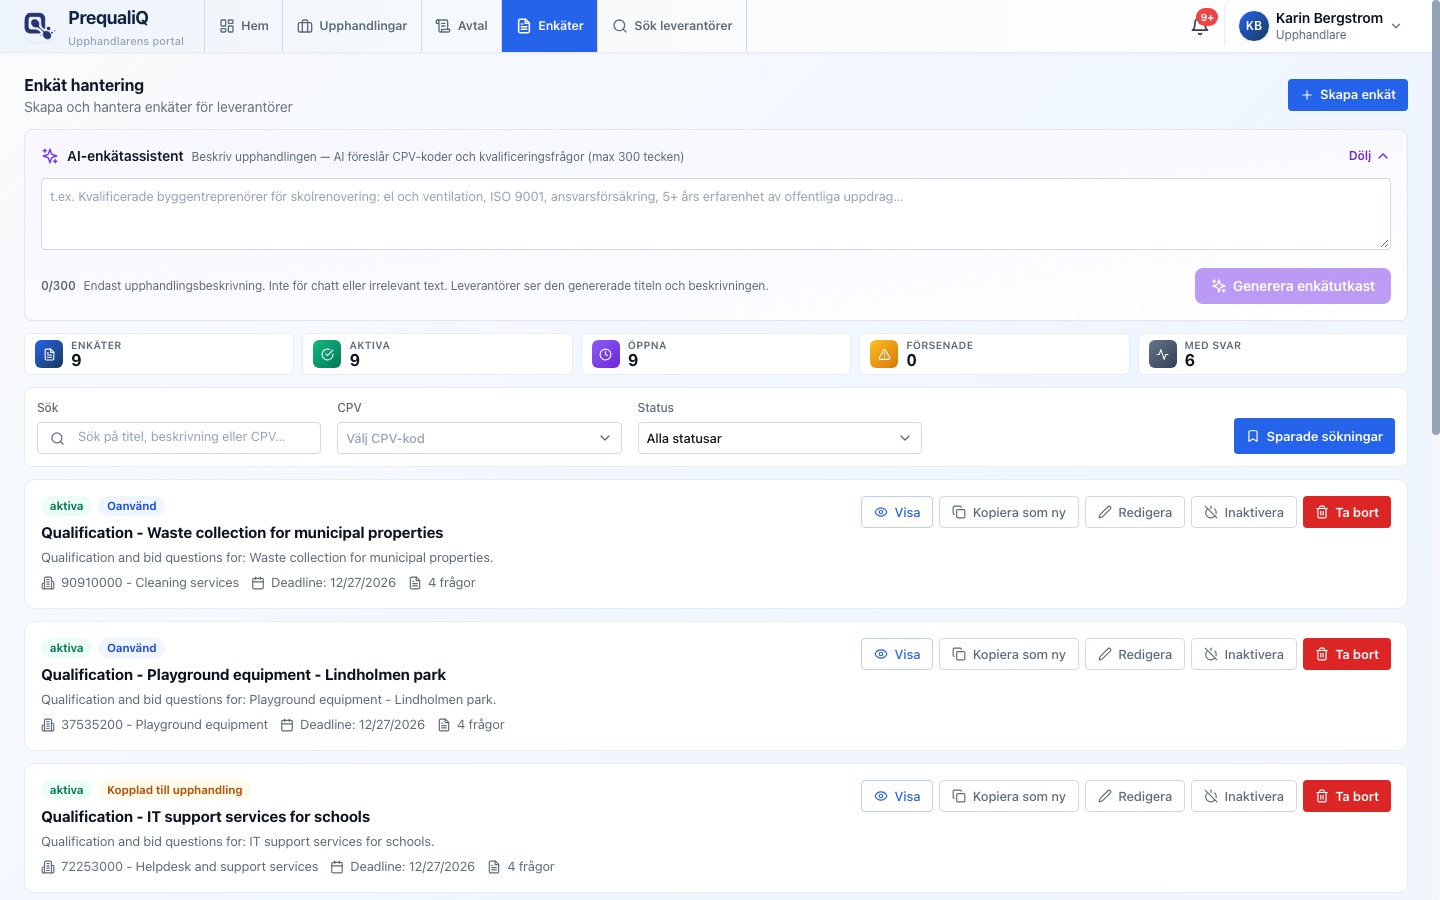 PrequaliQ
Upphandlarens portal
Hem
Upphandlingar
Avtal
Enkäter
Sök leverantörer
9+
KB
Karin Bergstrom
Upphandlare
Enkät hantering
Skapa och hantera enkäter för leverantörer
Skapa enkät
AI-enkätassistent Beskriv upphandlingen — AI föreslår CPV-koder och kvalificeringsfrågor (max 300 tecken)
Dölj
t.ex. Kvalificerade byggentreprenörer för skolrenovering: el och ventilation, ISO 9001, ansvarsförsäkring, 5+ års erfarenhet av offentliga uppdrag...
0/300 Endast upphandlingsbeskrivning. Inte för chatt eller irrelevant text. Leverantörer ser den genererade titeln och beskrivningen.
Generera enkätutkast
ENKÄTER
9
AKTIVA
9
ÖPPNA
9
FÖRSENADE
0
MED SVAR
6
Sök
Sök på titel, beskrivning eller CPV...
CPV
Välj CPV-kod
Status
Alla statusar
Sparade sökningar
aktiva Oanvänd
Qualification - Waste collection for municipal properties
Qualification and bid questions for: Waste collection for municipal properties.
90910000 - Cleaning services Deadline: 12/27/2026 4 frågor
Visa Kopiera som ny Redigera Inaktivera Ta bort
aktiva Oanvänd
Qualification - Playground equipment - Lindholmen park
Qualification and bid questions for: Playground equipment - Lindholmen park.
37535200 - Playground equipment Deadline: 12/27/2026 4 frågor
Visa Kopiera som ny Redigera Inaktivera Ta bort
aktiva Kopplad till upphandling
Qualification - IT support services for schools
Qualification and bid questions for: IT support services for schools.
72253000 - Helpdesk and support services Deadline: 12/27/2026 4 frågor
Visa Kopiera som ny Redigera Inaktivera Ta bort